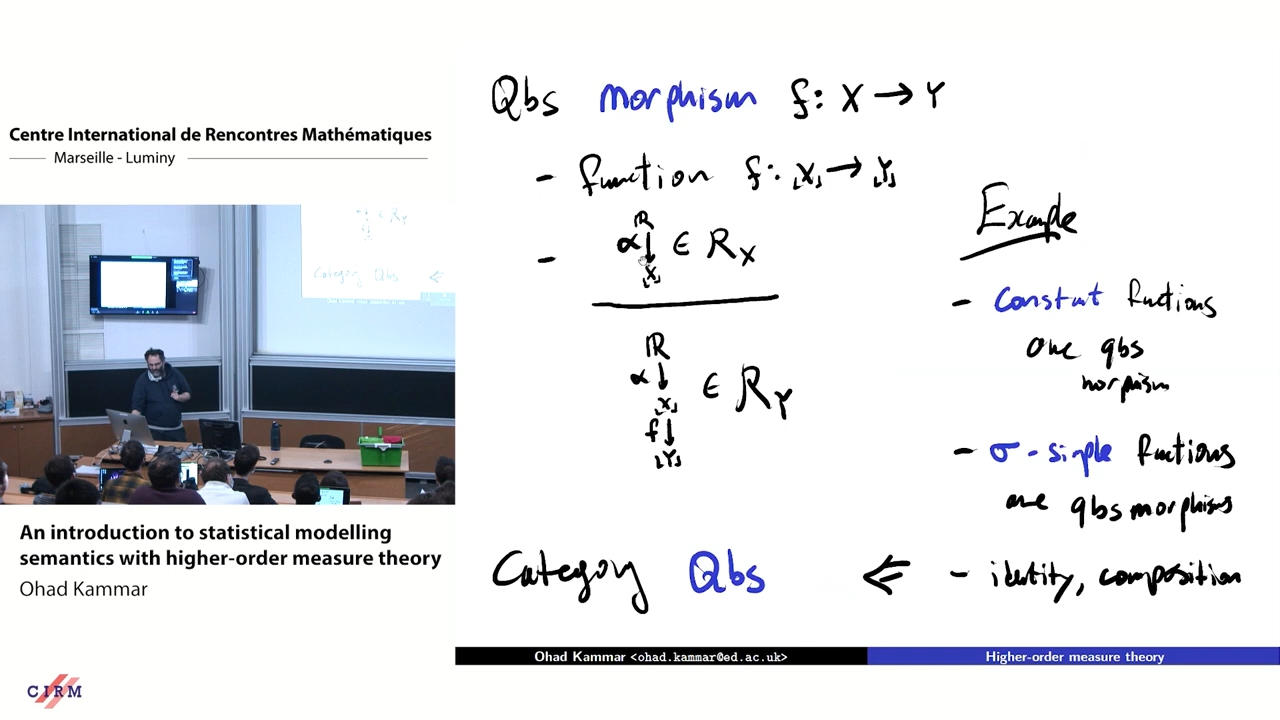 Centre International de Rencontres Mathématiques
Marseille - Luminy
An introduction to statistical modelling
semantics with higher-order measure theory
Ohad Kammar
CIRM
Qbs morphism f: X → Y
- function f: ⌞X⌟ → ⌞Y⌟
- ℝ
α ↓ ∈ R_X
⌞X⌟
ℝ
α ↓
⌞X⌟ ∈ R_Y
f ↓
⌞Y⌟
Category Qbs ⇐
Example
- constant functions
are qbs
morphism
- σ-simple functions
are qbs morphisms
- identity, composition
Ohad Kammar <ohad.kammar@ed.ac.uk>
Higher-order measure theory